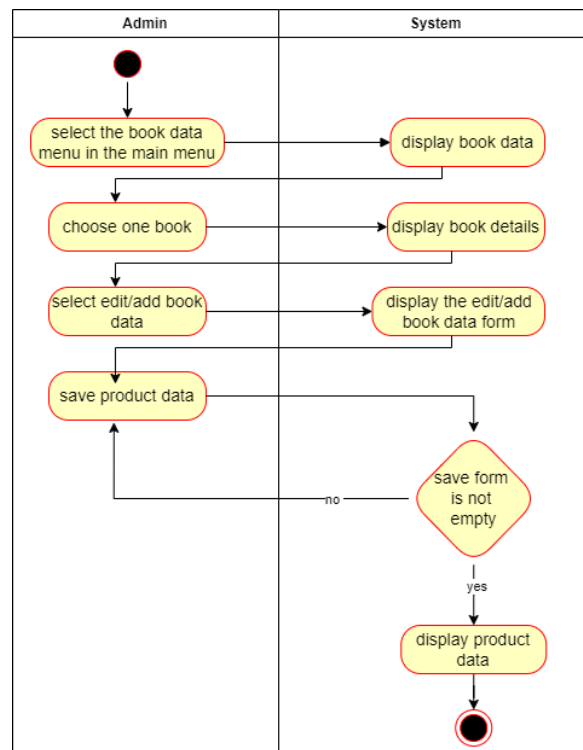 Admin
System
select the book data
menu in the main menu
display book data
choose one book
display book details
select edit/add book
data
display the edit/add
book data form
save product data
save form
is not
empty
no
yes
display product
data